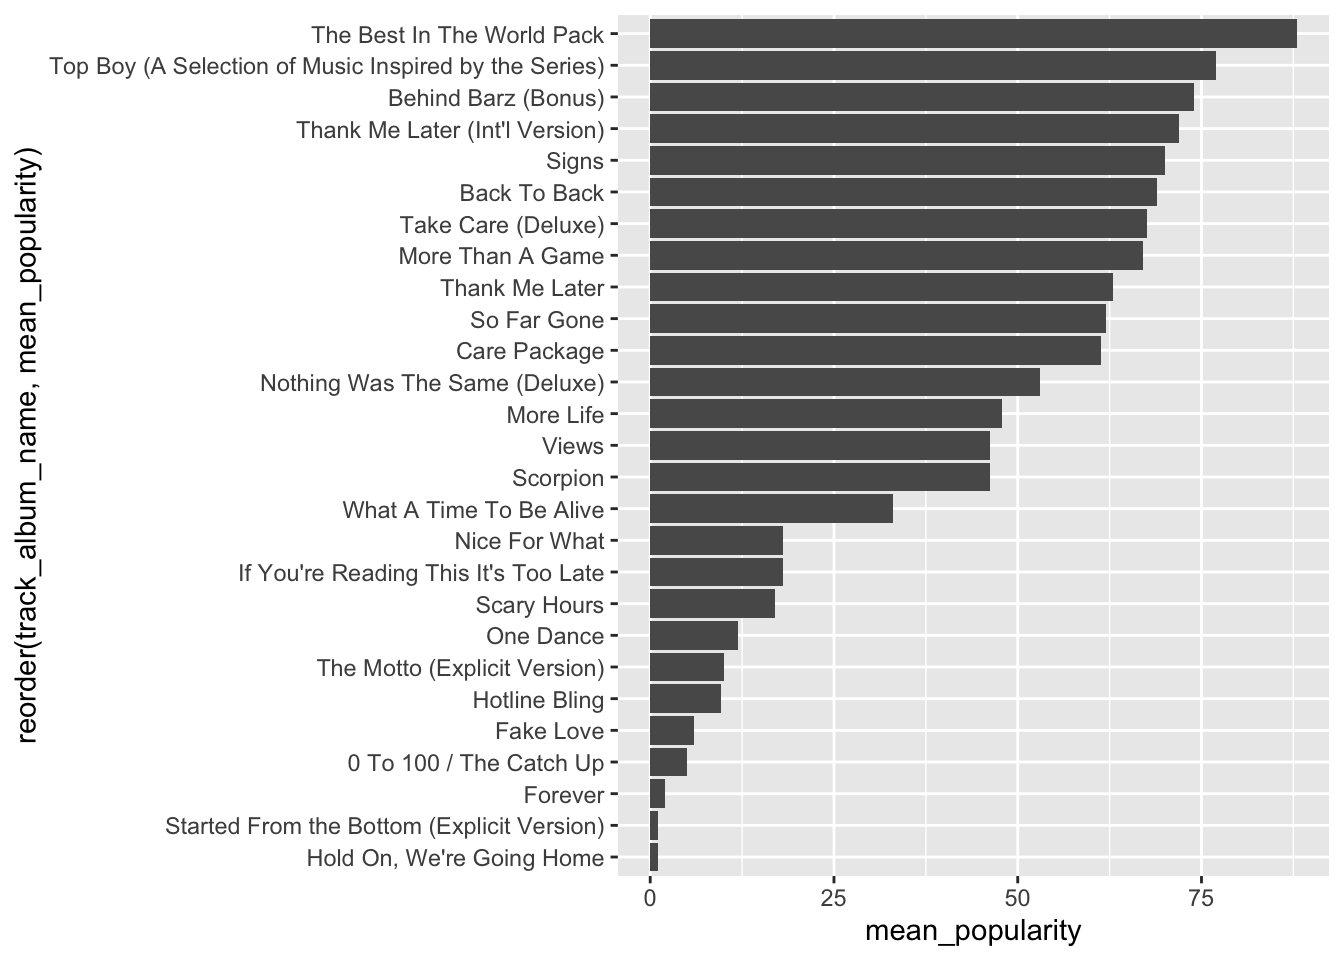 The Best In The World Pack
Top Boy (A Selection of Music Inspired by the Series)
Behind Barz (Bonus)
Thank Me Later (Int'l Version)
Signs
Back To Back
Take Care (Deluxe)
More Than A Game
Thank Me Later
So Far Gone
Care Package
Nothing Was The Same (Deluxe)
More Life
Views
Scorpion
What A Time To Be Alive
Nice For What
If You're Reading This It's Too Late
Scary Hours
One Dance
The Motto (Explicit Version)
Hotline Bling
Fake Love
0 To 100 / The Catch Up
Forever
Started From the Bottom (Explicit Version)
Hold On, We're Going Home
reorder(track_album_name, mean_popularity)
0 25 50 75
mean_popularity